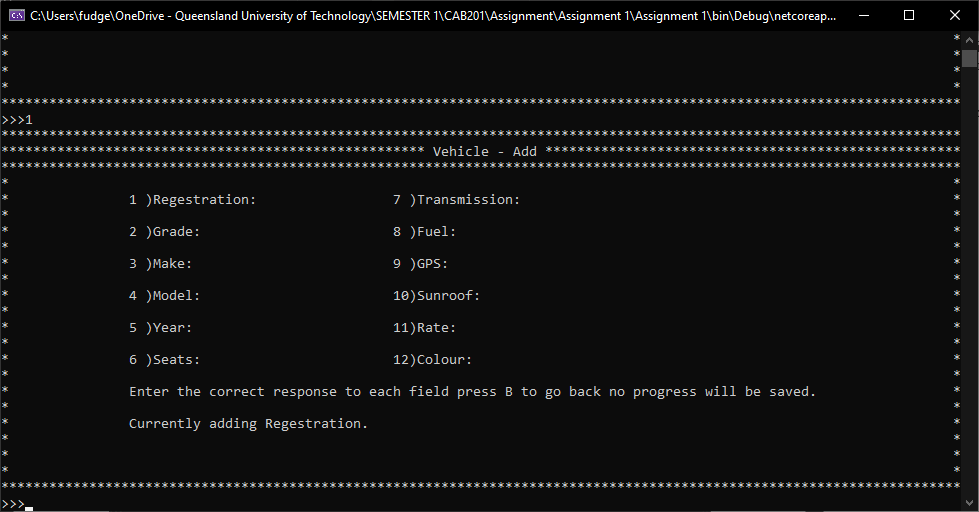 C:\Users\fudge\OneDrive - Queensland University of Technology\SEMESTER 1\CAB201\Assignment\Assignment 1\Assignment 1\bin\Debug\netcoreap...
>>>1
Vehicle - Add
1 )Regestration: 7 )Transmission:
2 )Grade: 8 )Fuel:
3 )Make: 9 )GPS:
4 )Model: 10)Sunroof:
5 )Year: 11)Rate:
6 )Seats: 12)Colour:
Enter the correct response to each field press B to go back no progress will be saved.
Currently adding Regestration.
>>>